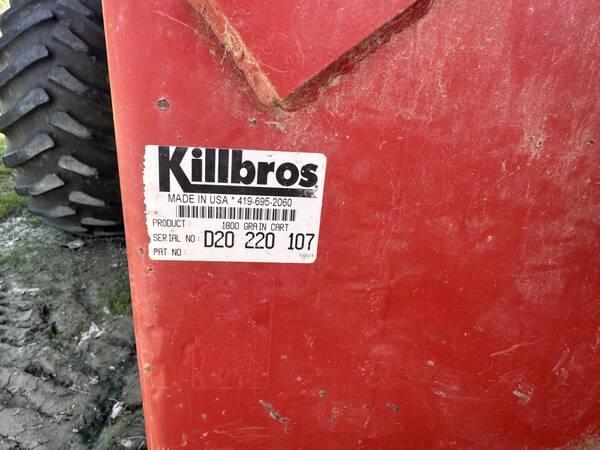 Killbros
MADE IN USA * 419-695-2060
PRODUCT: 1800 GRAIN CART
SERIAL NO: D20 220 107
PAT NO: